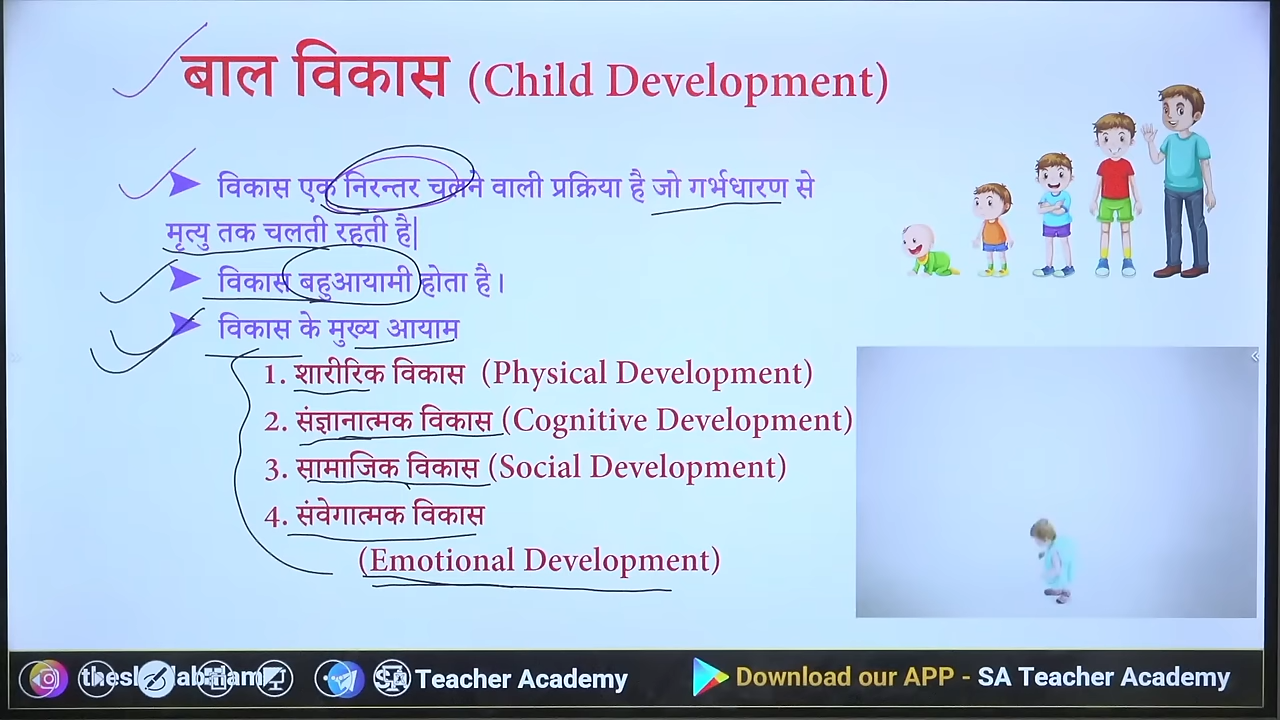 बाल विकास (Child Development)
➤ विकास एक निरन्तर चलने वाली प्रक्रिया है जो गर्भधारण से
मृत्यु तक चलती रहती है|
➤ विकास बहुआयामी होता है।
➤ विकास के मुख्य आयाम
1. शारीरिक विकास (Physical Development)
2. संज्ञानात्मक विकास (Cognitive Development)
3. सामाजिक विकास (Social Development)
4. संवेगात्मक विकास
(Emotional Development)
SA Teacher Academy
Download our APP - SA Teacher Academy